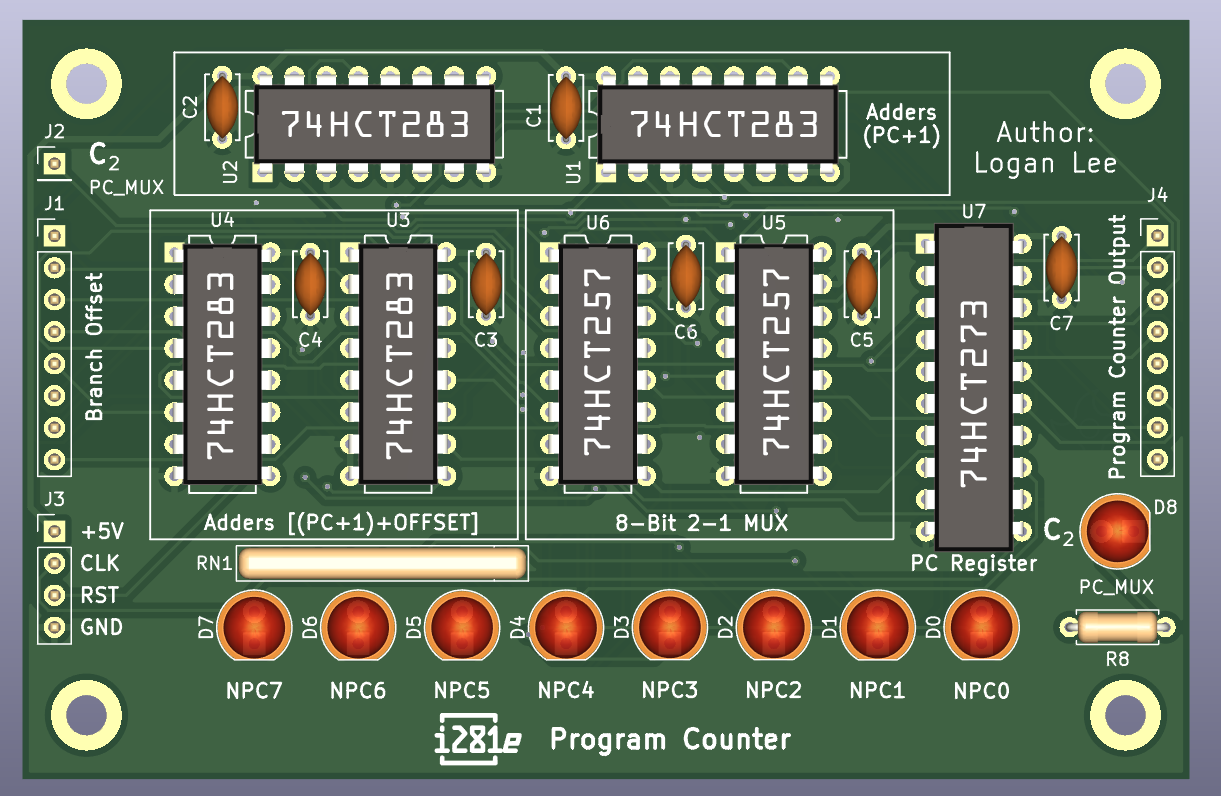 C2
74HCT283
U2
C1
74HCT283
U1
Adders
(PC+1)
Author:
Logan Lee
J2
C₂
PC_MUX
J1
Branch Offset
U4
74HCT283
C4
U3
74HCT283
C3
Adders [(PC+1)+OFFSET]
U6
74HCT257
C6
U5
74HCT257
C5
8-Bit 2-1 MUX
U7
74HCT273
PC Register
C7
J4
Program Counter Output
J3
+5V
CLK
RST
GND
RN1
C₂
D8
PC_MUX
R8
D7
D6
D5
D4
D3
D2
D1
D0
NPC7 NPC6 NPC5 NPC4 NPC3 NPC2 NPC1 NPC0
i281e Program Counter